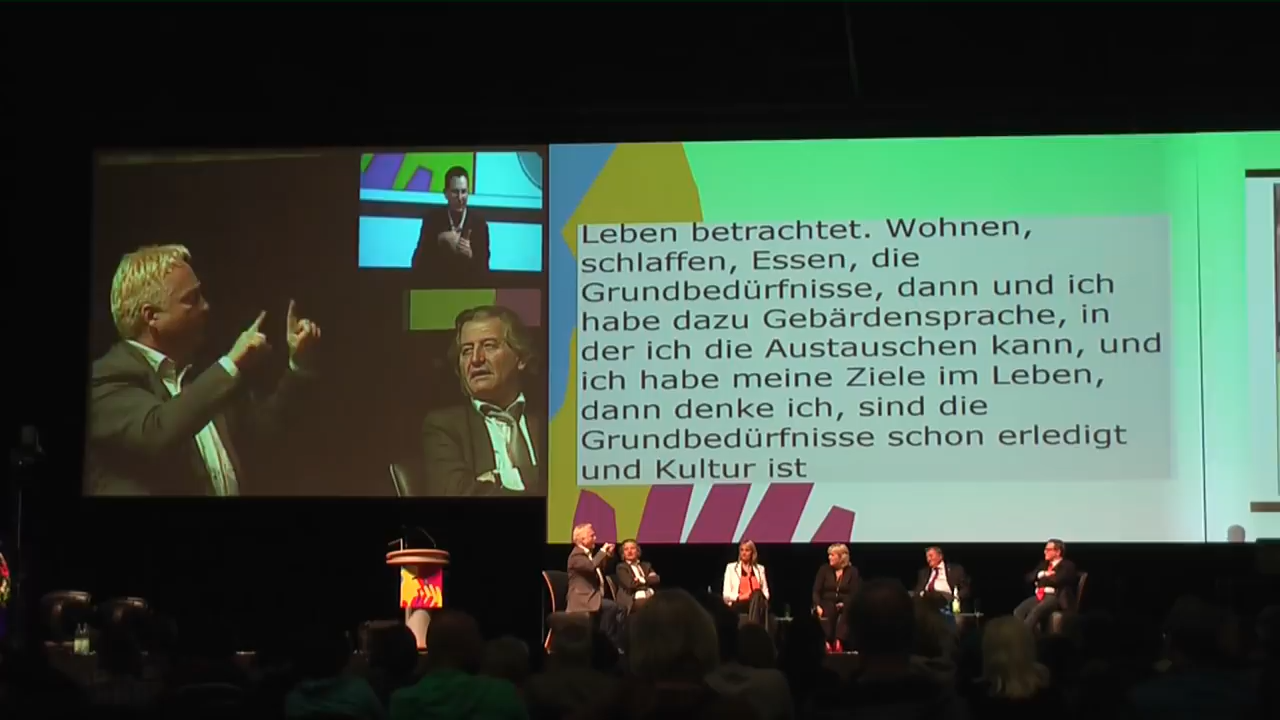 Leben betrachtet. Wohnen,
schlaffen, Essen, die
Grundbedürfnisse, dann und ich
habe dazu Gebärdensprache, in
der ich die Austauschen kann, und
ich habe meine Ziele im Leben,
dann denke ich, sind die
Grundbedürfnisse schon erledigt
und Kultur ist